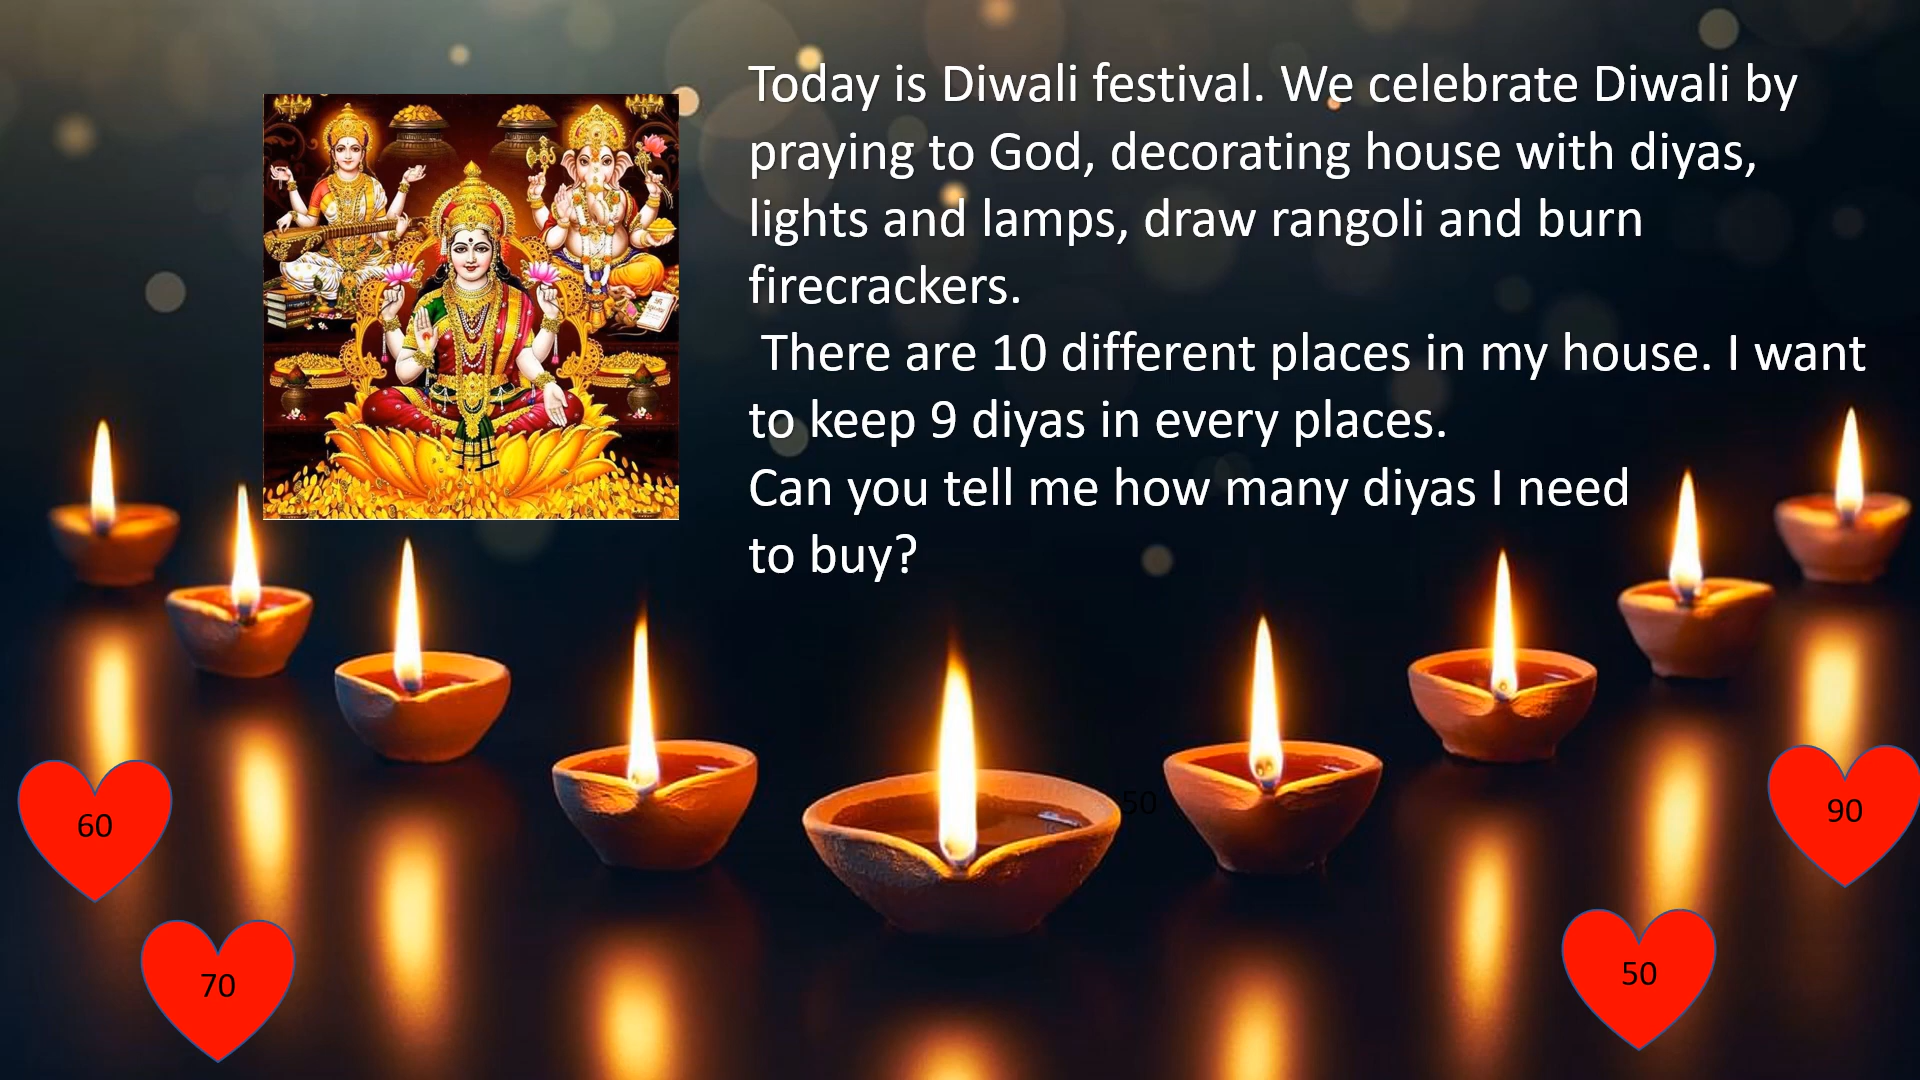 Today is Diwali festival. We celebrate Diwali by
praying to God, decorating house with diyas,
lights and lamps, draw rangoli and burn
firecrackers.
There are 10 different places in my house. I want
to keep 9 diyas in every places.
Can you tell me how many diyas I need
to buy?
60
50
90
70
50